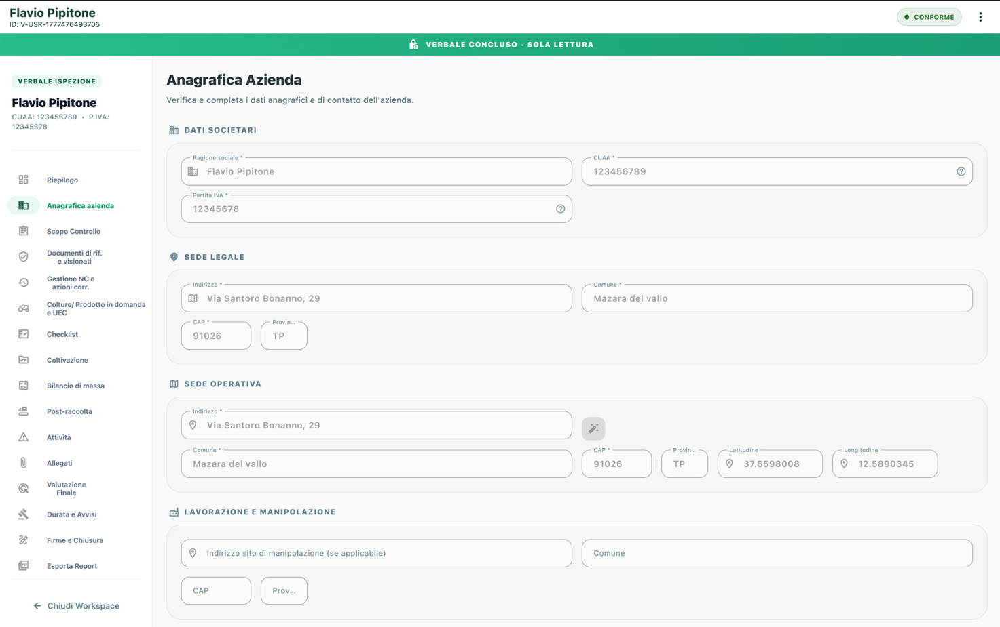 Flavio Pipitone
ID: V-USR-1777476493705
CONFORME
VERBALE CONCLUSO - SOLA LETTURA
VERBALE ISPEZIONE
Flavio Pipitone
CUAA: 123456789 • P.IVA:
12345678
Riepilogo
Anagrafica azienda
Scopo Controllo
Documenti di rif.
e visionati
Gestione NC e
azioni corr.
Colture/ Prodotto in domanda
e UEC
Checklist
Coltivazione
Bilancio di massa
Post-raccolta
Attività
Allegati
Valutazione
Finale
Durata e Avvisi
Firme e Chiusura
Esporta Report
Chiudi Workspace
Anagrafica Azienda
Verifica e completa i dati anagrafici e di contatto dell'azienda.
DATI SOCIETARI
Ragione sociale *
Flavio Pipitone
CUAA *
123456789
Partita IVA *
12345678
SEDE LEGALE
Indirizzo *
Via Santoro Bonanno, 29
Comune *
Mazara del vallo
CAP *
91026
Provin...
TP
SEDE OPERATIVA
Indirizzo *
Via Santoro Bonanno, 29
Comune *
Mazara del vallo
CAP *
91026
Provin...
TP
Latitudine
37.6598008
Longitudine
12.5890345
LAVORAZIONE E MANIPOLAZIONE
Indirizzo sito di manipolazione (se applicabile)
Comune
CAP
Prov...